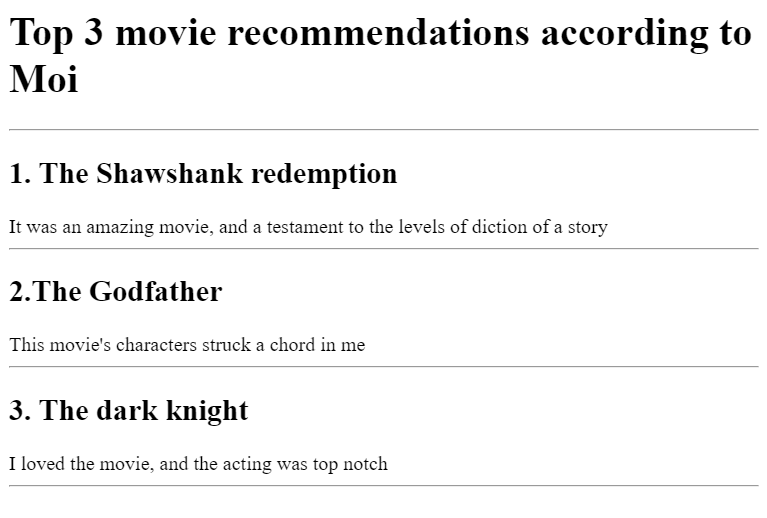 Top 3 movie recommendations according to
Moi
1. The Shawshank redemption
It was an amazing movie, and a testament to the levels of diction of a story
2.The Godfather
This movie's characters struck a chord in me
3. The dark knight
I loved the movie, and the acting was top notch